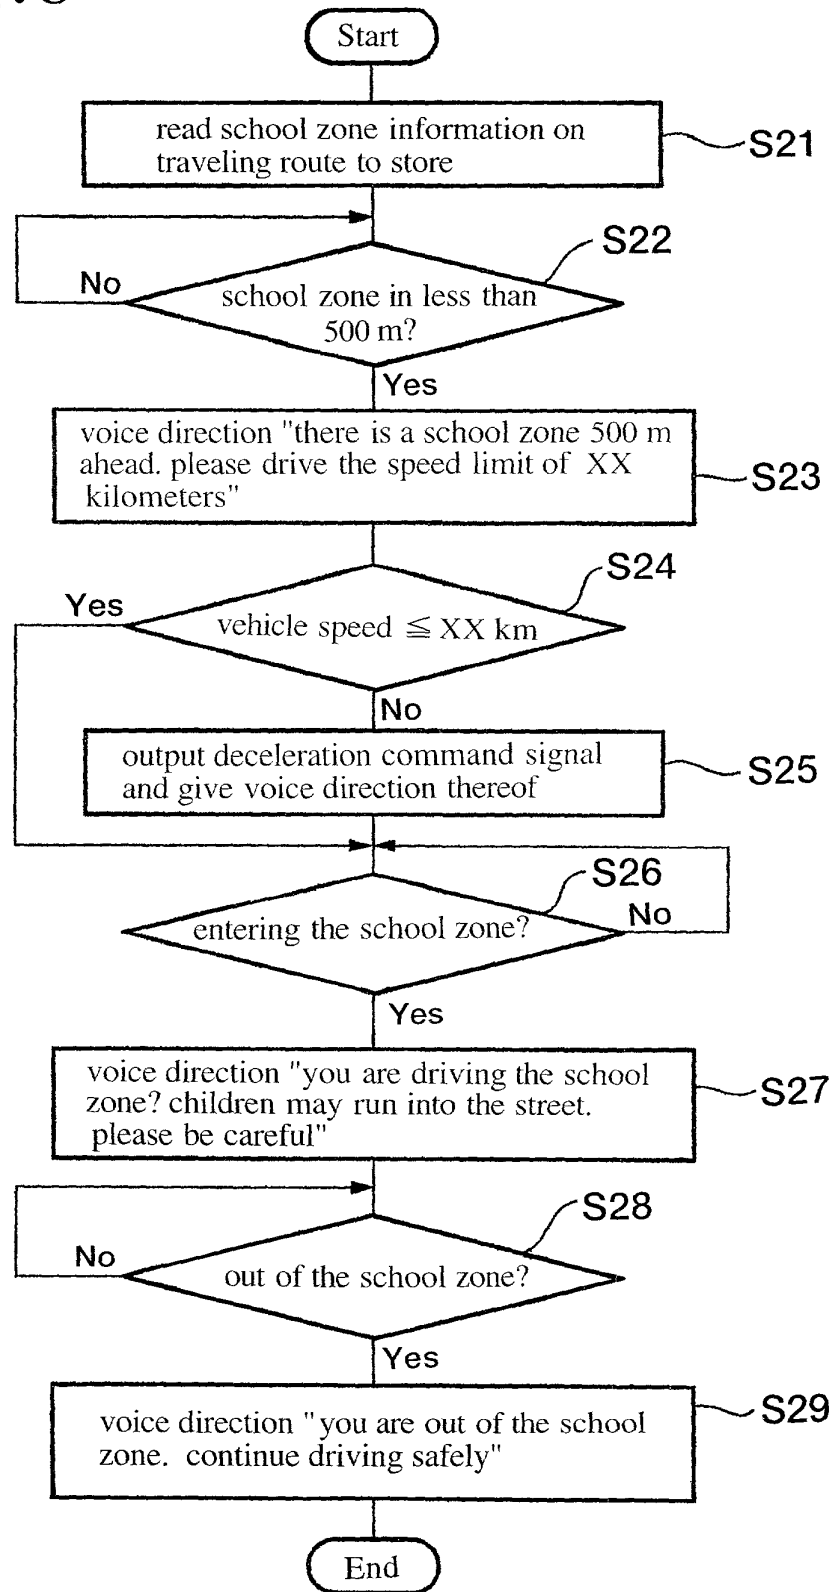 Start
read school zone information on
traveling route to store
S21
S22
No
school zone in less than
500 m?
Yes
voice direction "there is a school zone 500 m
ahead. please drive the speed limit of XX
kilometers"
S23
S24
Yes
vehicle speed ≦ XX km
No
output deceleration command signal
and give voice direction thereof
S25
S26
No
entering the school zone?
Yes
voice direction "you are driving the school
zone? children may run into the street.
please be careful"
S27
S28
No
out of the school zone?
Yes
voice direction "you are out of the school
zone. continue driving safely"
S29
End